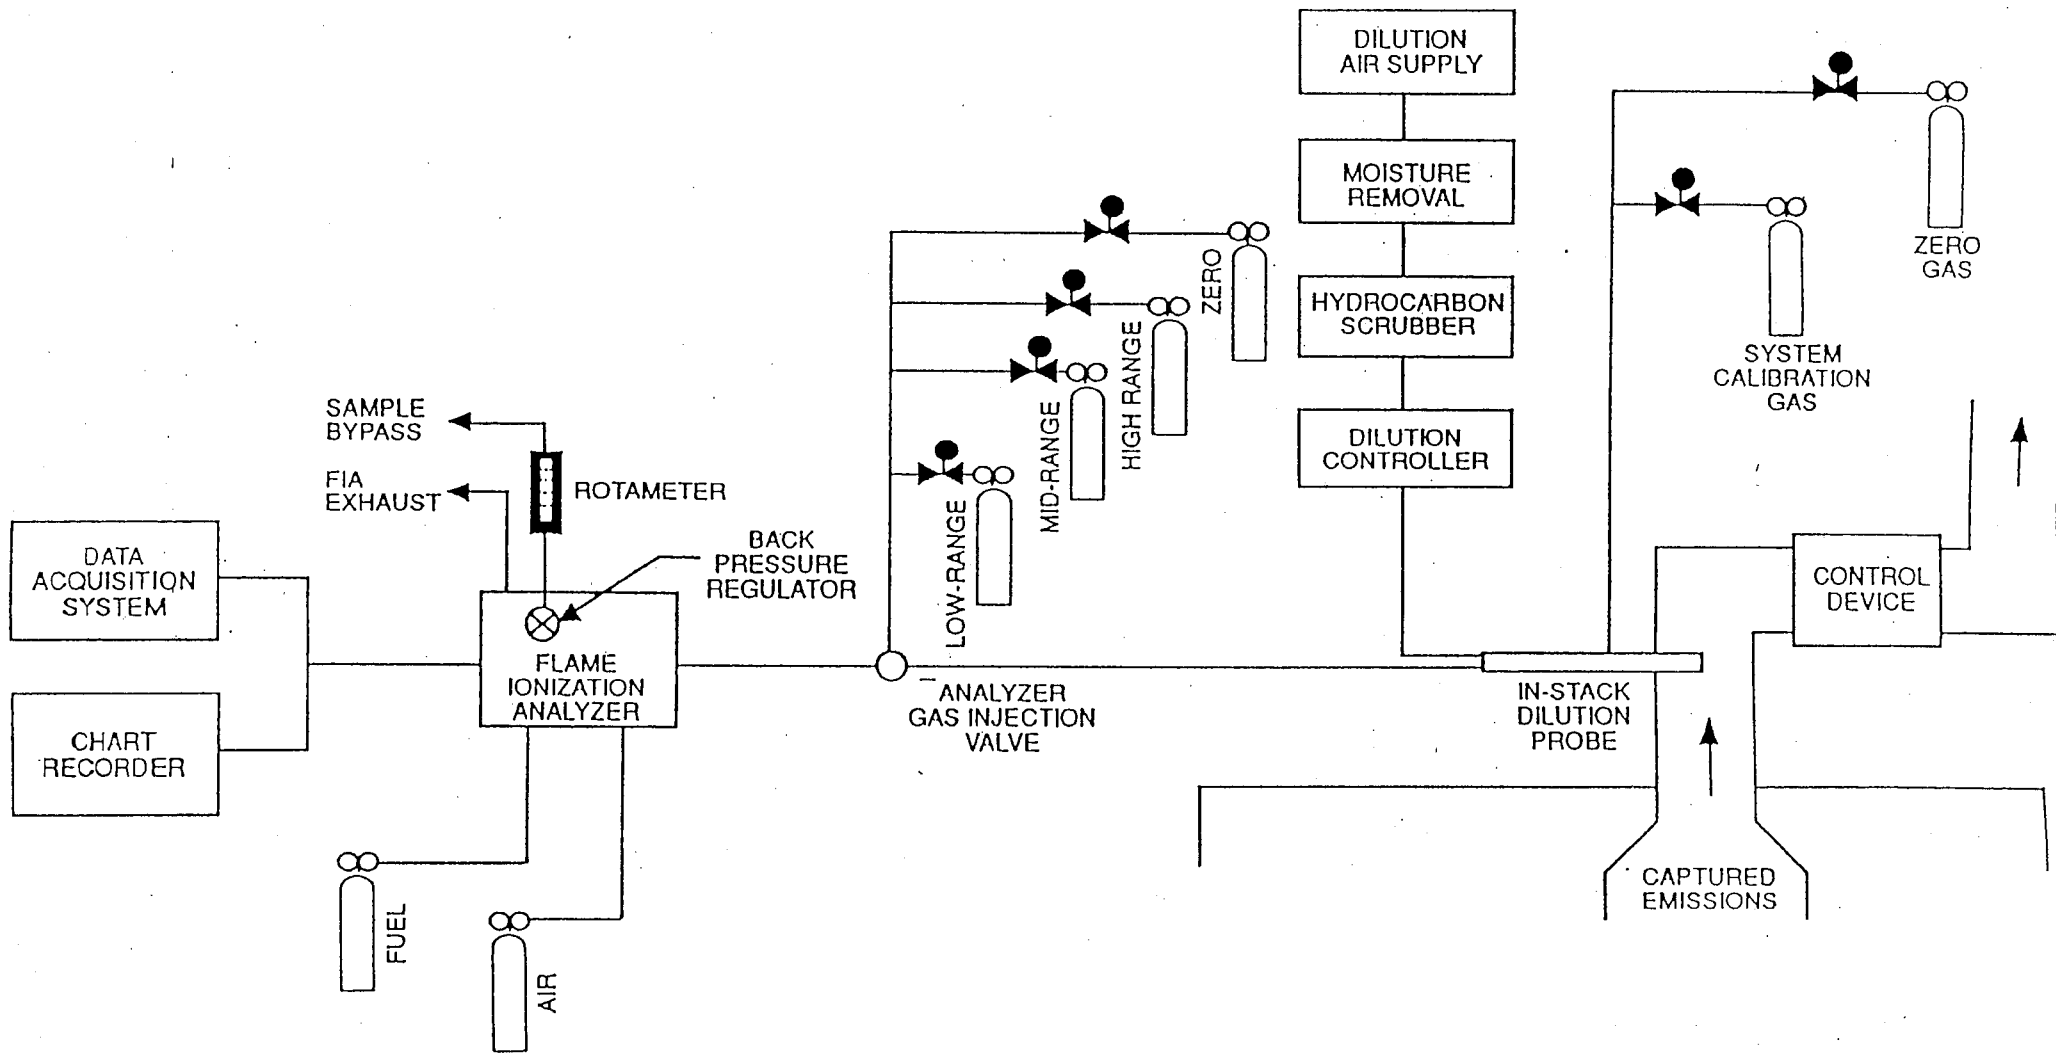 DILUTION
AIR SUPPLY
MOISTURE
REMOVAL
HYDROCARBON
SCRUBBER
DILUTION
CONTROLLER
ZERO
GAS
SYSTEM
CALIBRATION
GAS
ZERO
HIGH RANGE
MID-RANGE
LOW-RANGE
SAMPLE
BYPASS
FIA
EXHAUST
ROTAMETER
BACK
PRESSURE
REGULATOR
DATA
ACQUISITION
SYSTEM
CHART
RECORDER
FLAME
IONIZATION
ANALYZER
ANALYZER
GAS INJECTION
VALVE
IN-STACK
DILUTION
PROBE
CONTROL
DEVICE
CAPTURED
EMISSIONS
FUEL
AIR